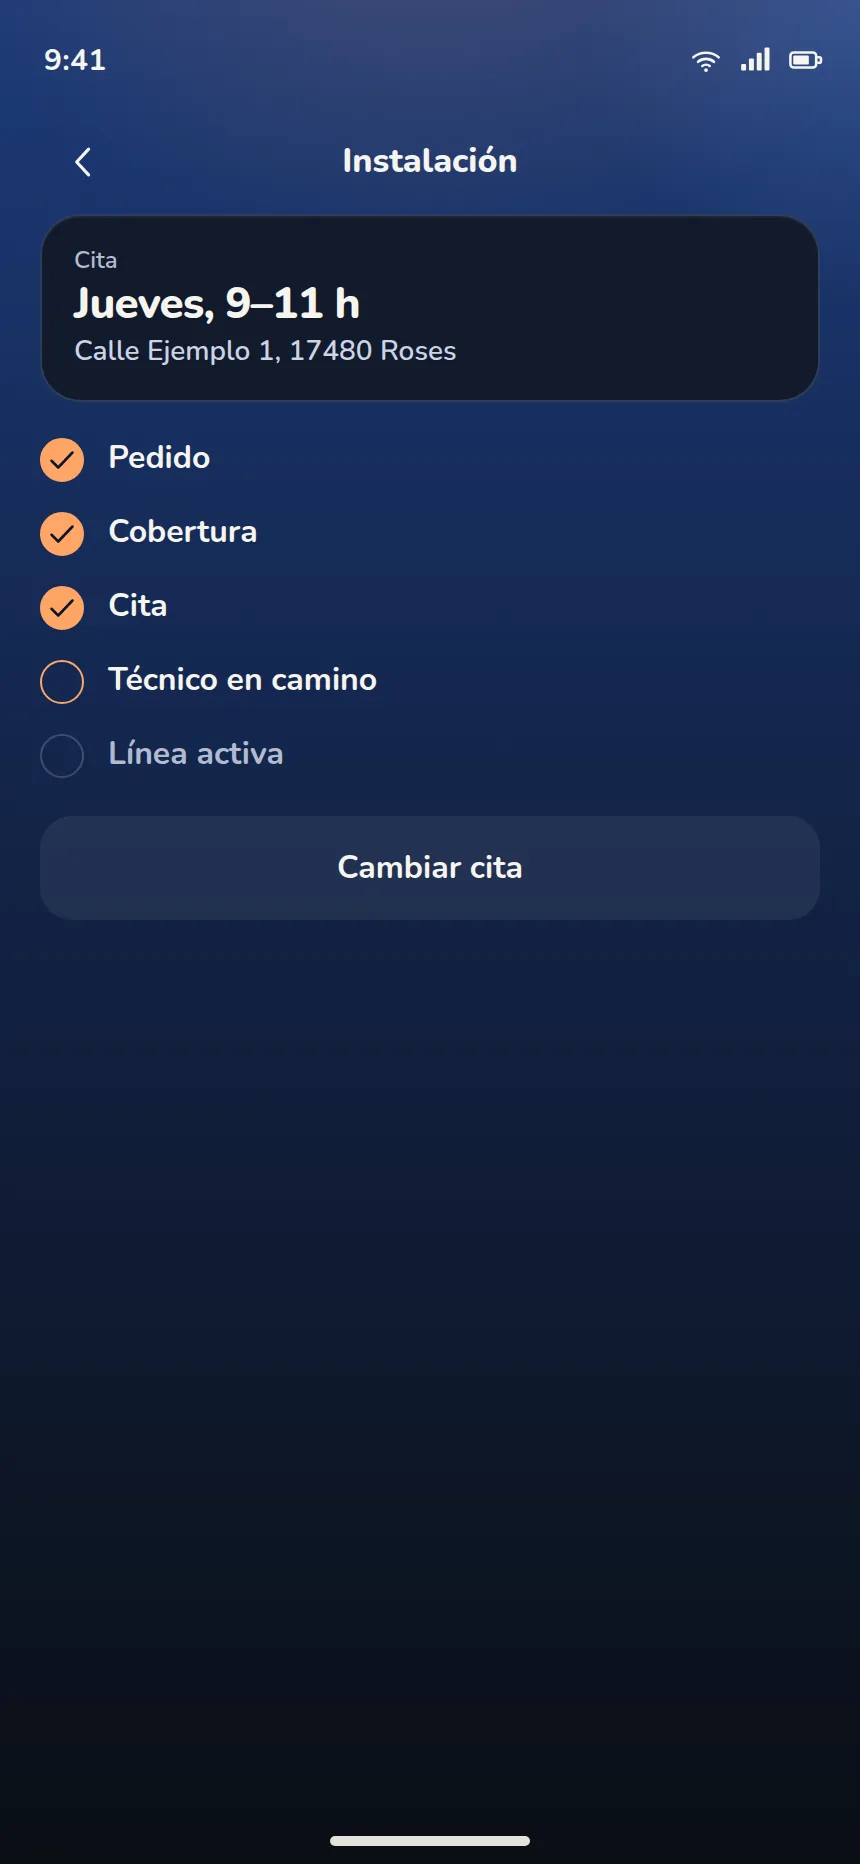 9:41
Instalación
Cita
Jueves, 9–11 h
Calle Ejemplo 1, 17480 Roses
Pedido
Cobertura
Cita
Técnico en camino
Línea activa
Cambiar cita